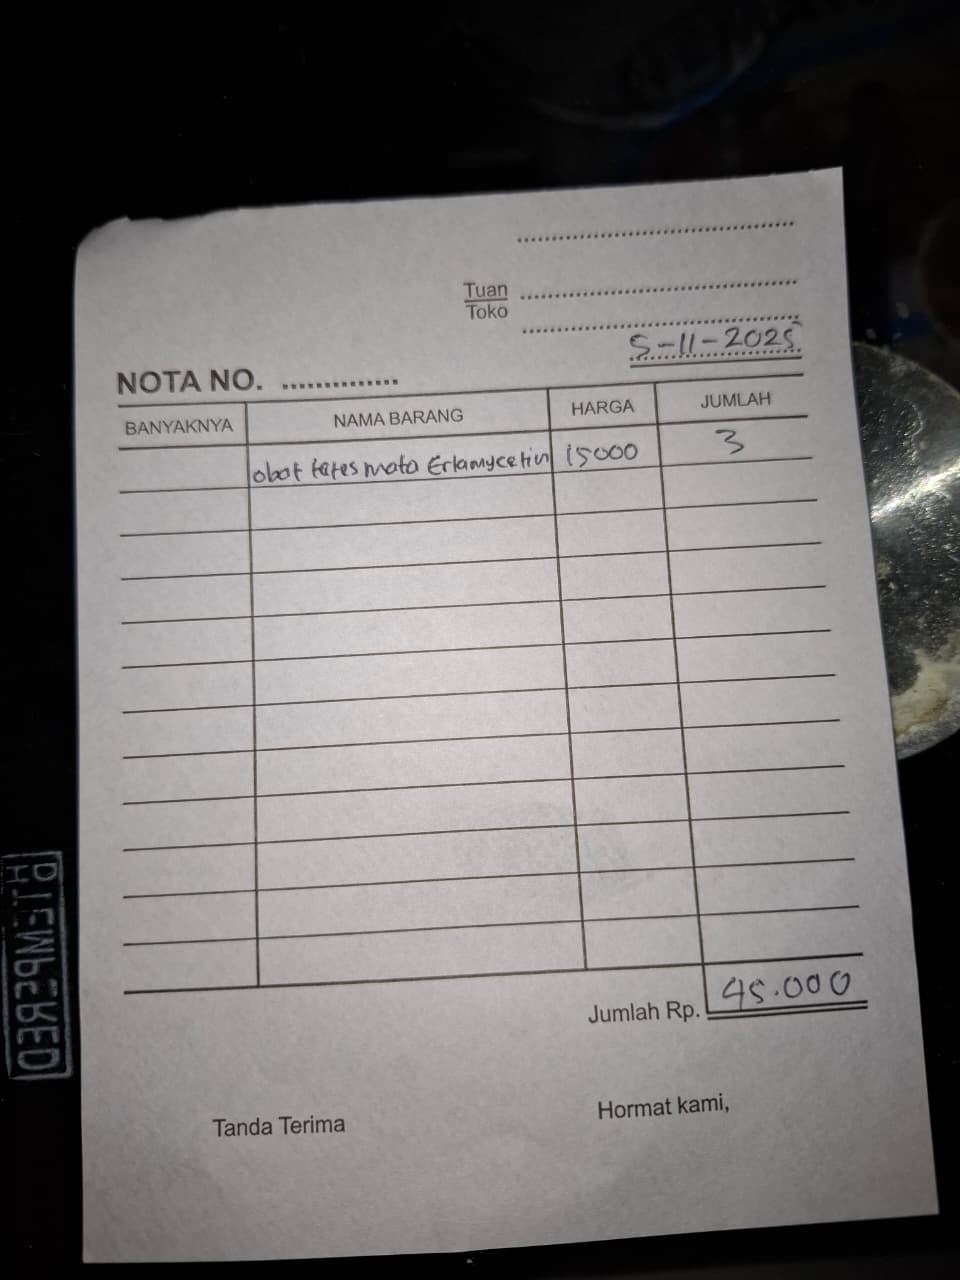 Tuan
Toko
5-11-2025
NOTA NO. ..............
BANYAKNYA NAMA BARANG HARGA JUMLAH
obat tetes mata Erlamycetin 15000 3
Jumlah Rp. 45.000
Tanda Terima Hormat kami,
TEMPERED